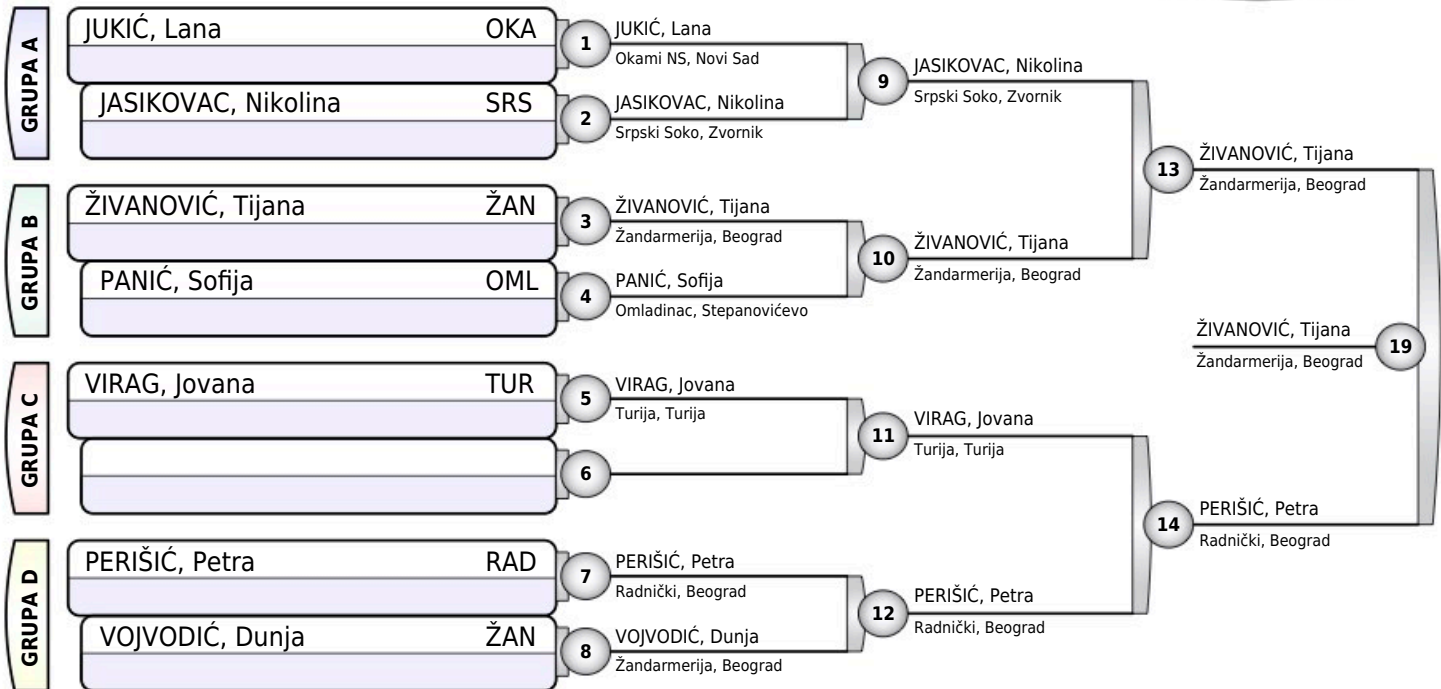 GRUPA A
JUKIĆ, Lana OKA
JASIKOVAC, Nikolina SRS
1
JUKIĆ, Lana
Okami NS, Novi Sad
2
JASIKOVAC, Nikolina
Srpski Soko, Zvornik
9
JASIKOVAC, Nikolina
Srpski Soko, Zvornik
GRUPA B
ŽIVANOVIĆ, Tijana ŽAN
PANIĆ, Sofija OML
3
ŽIVANOVIĆ, Tijana
Žandarmerija, Beograd
4
PANIĆ, Sofija
Omladinac, Stepanovićevo
10
ŽIVANOVIĆ, Tijana
Žandarmerija, Beograd
13
ŽIVANOVIĆ, Tijana
Žandarmerija, Beograd
GRUPA C
VIRAG, Jovana TUR
5
VIRAG, Jovana
Turija, Turija
6
11
VIRAG, Jovana
Turija, Turija
GRUPA D
PERIŠIĆ, Petra RAD
VOJVODIĆ, Dunja ŽAN
7
PERIŠIĆ, Petra
Radnički, Beograd
8
VOJVODIĆ, Dunja
Žandarmerija, Beograd
12
PERIŠIĆ, Petra
Radnički, Beograd
14
PERIŠIĆ, Petra
Radnički, Beograd
ŽIVANOVIĆ, Tijana
Žandarmerija, Beograd
19